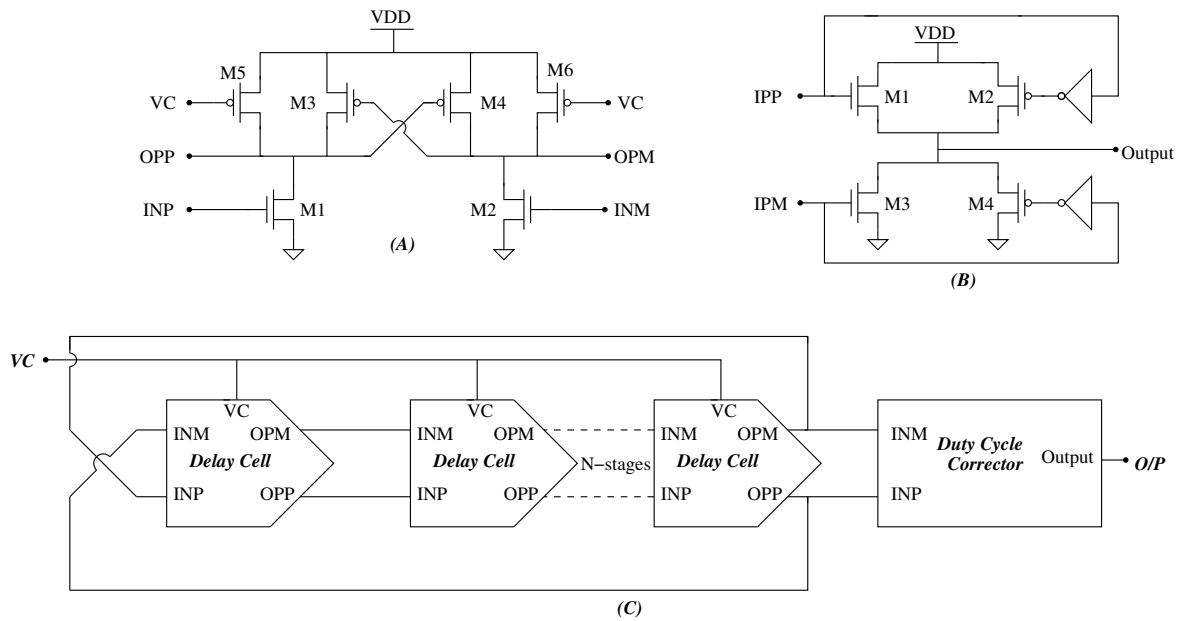 VDD
M5
M6
VC
M3
M4
VC
OPP
OPM
INP
M1
M2
INM
(A)
VDD
IPP
M1
M2
Output
IPM
M3
M4
(B)
VC
VC
VC
VC
INM
OPM
INM
OPM
INM
OPM
INM
Duty Cycle
Corrector
Delay Cell
Delay Cell
N−stages
Delay Cell
Output
O/P
INP
OPP
INP
OPP
INP
OPP
INP
(C)